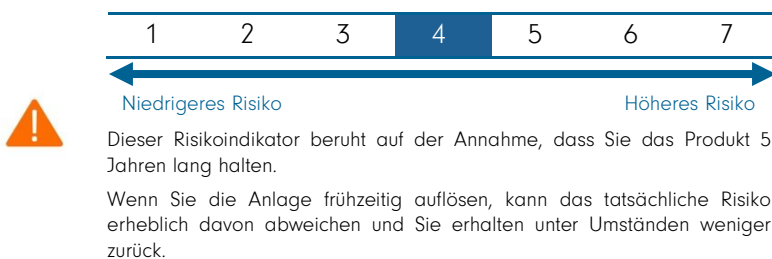 1 2 3 4 5 6 7
Niedrigeres Risiko Höheres Risiko
Dieser Risikoindikator beruht auf der Annahme, dass Sie das Produkt 5
Jahren lang halten.
Wenn Sie die Anlage frühzeitig auflösen, kann das tatsächliche Risiko
erheblich davon abweichen und Sie erhalten unter Umständen weniger
zurück.